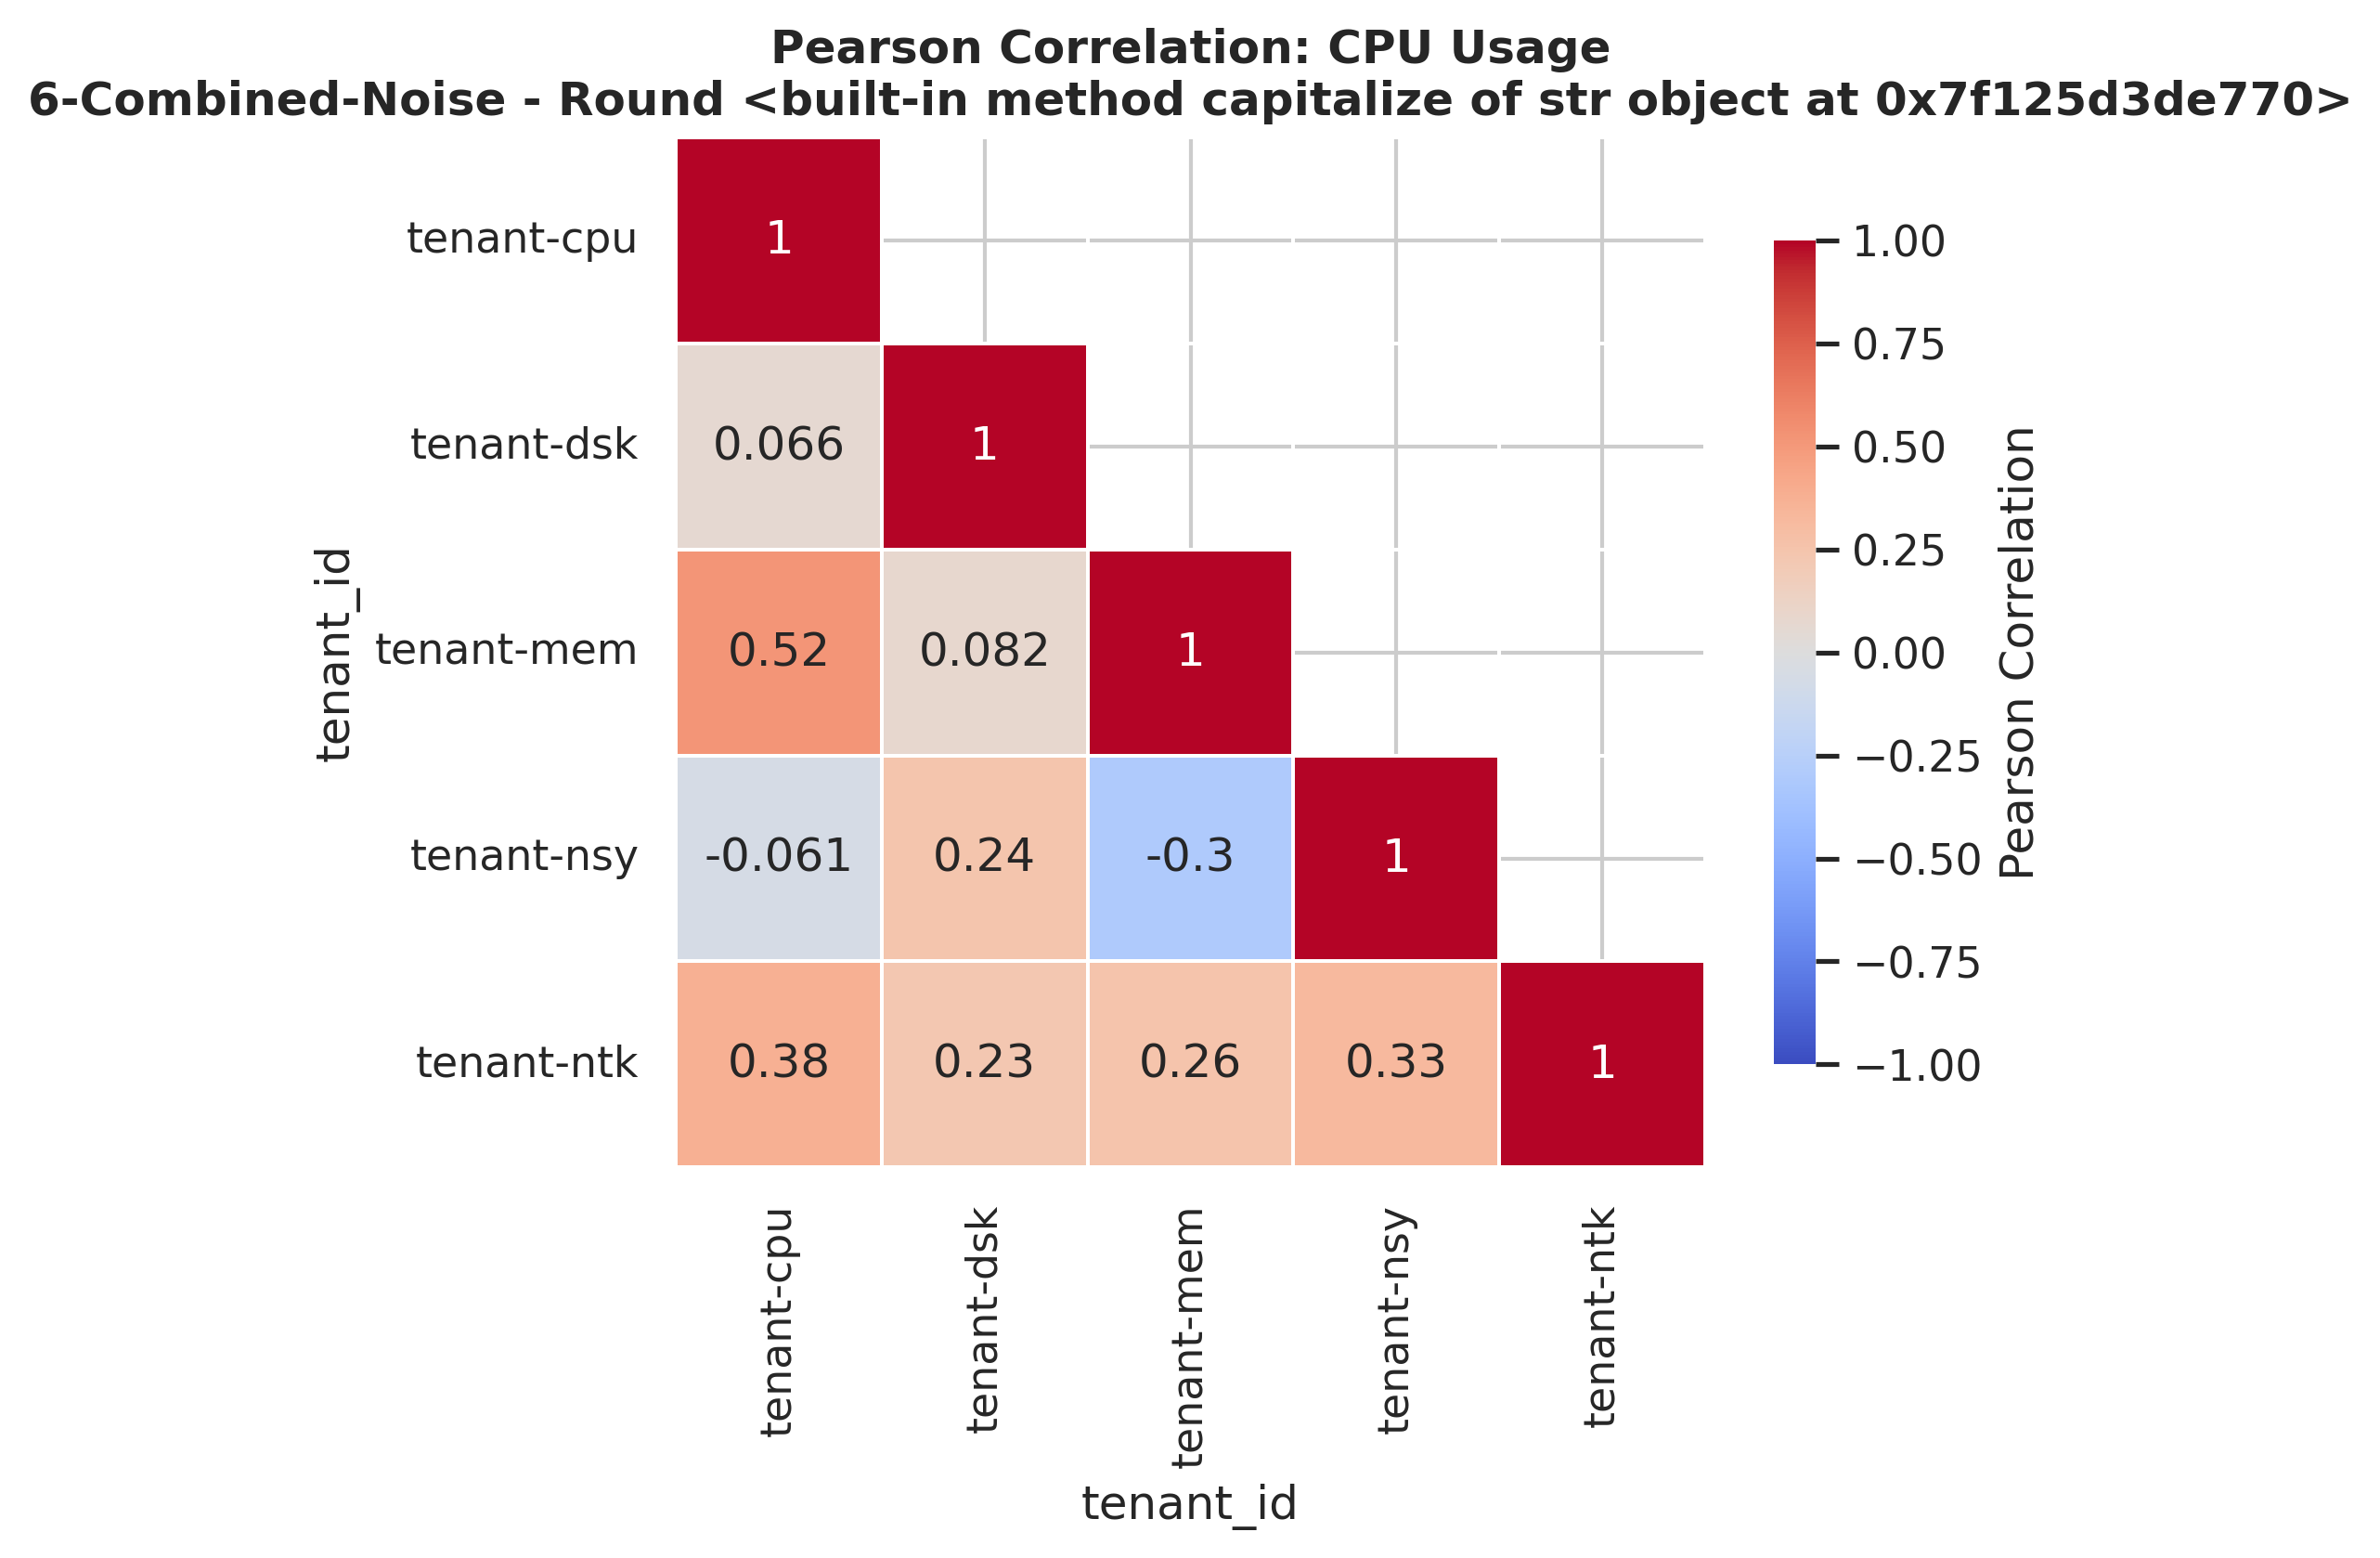 Pearson Correlation: CPU Usage
6-Combined-Noise - Round <built-in method capitalize of str object at 0x7f125d3de770>
tenant_id
tenant-cpu
1
tenant-dsk
0.066 1
tenant-mem
0.52 0.082 1
tenant-nsy
-0.061 0.24 -0.3 1
tenant-ntk
0.38 0.23 0.26 0.33 1
tenant-cpu
tenant-dsk
tenant-mem
tenant-nsy
tenant-ntk
tenant_id
1.00
0.75
0.50
0.25
0.00
−0.25
−0.50
−0.75
−1.00
Pearson Correlation